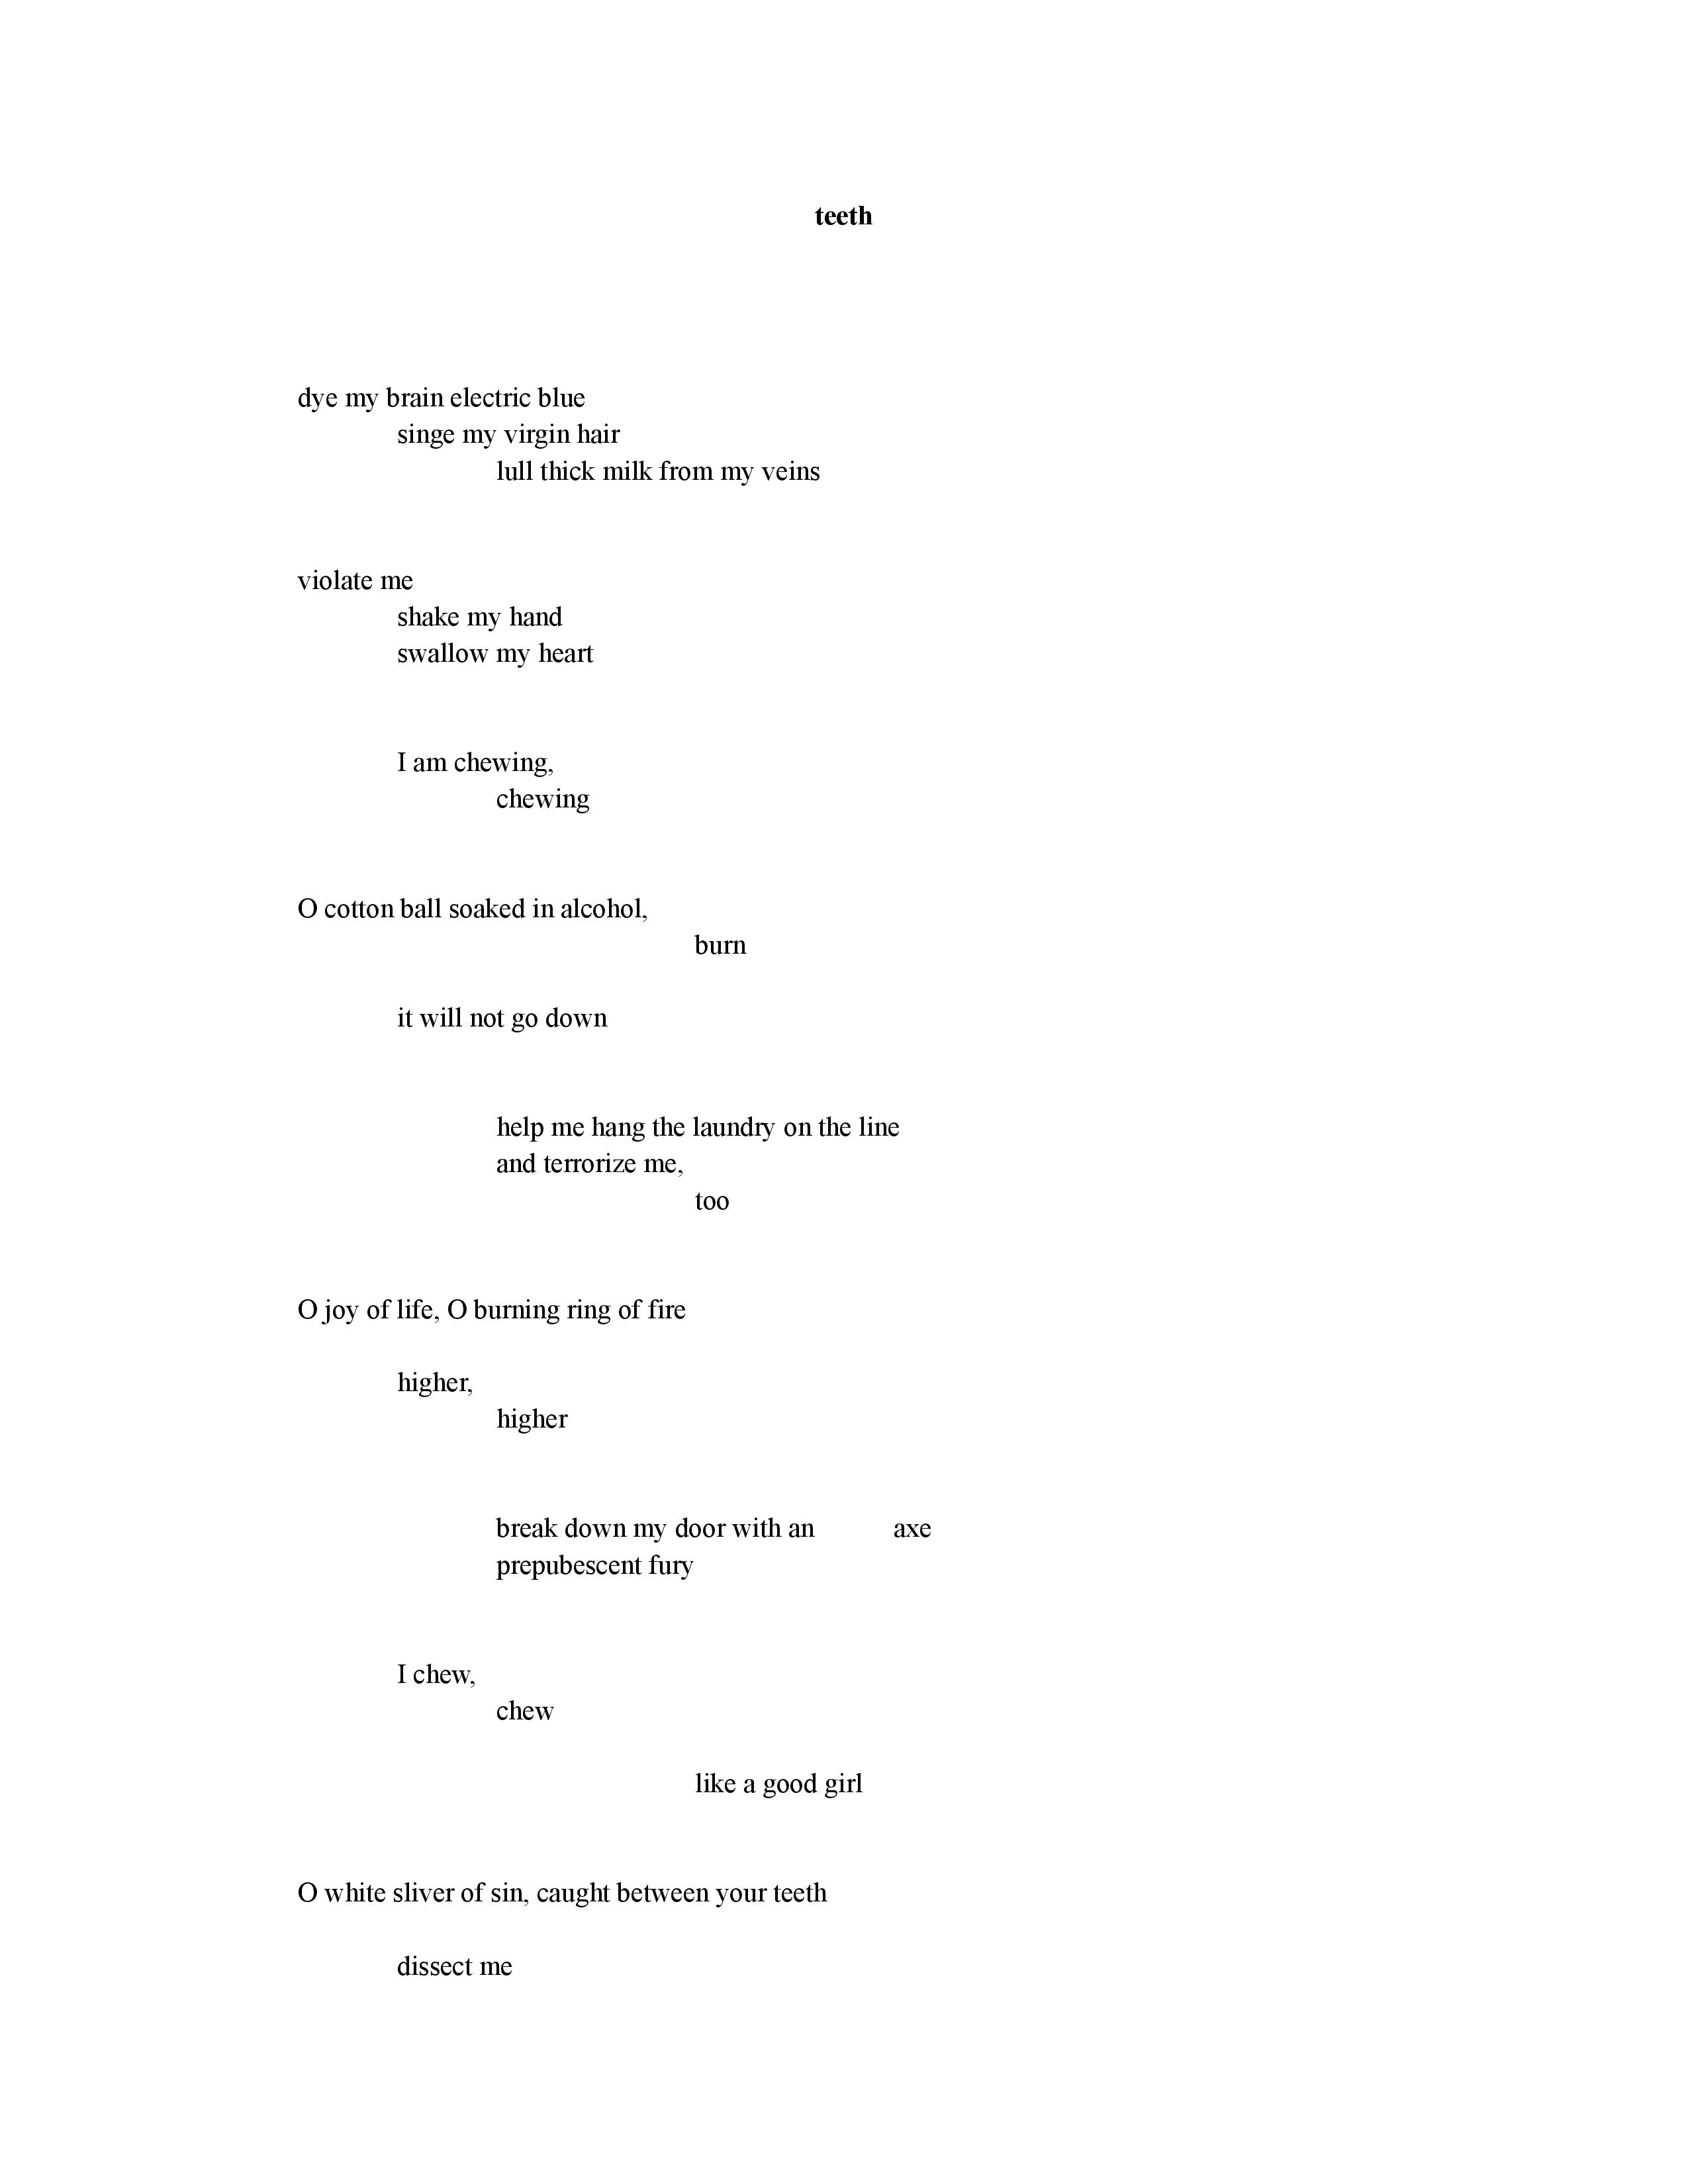 teeth
dye my brain electric blue
singe my virgin hair
lull thick milk from my veins
violate me
shake my hand
swallow my heart
I am chewing,
chewing
O cotton ball soaked in alcohol,
burn
it will not go down
help me hang the laundry on the line
and terrorize me,
too
O joy of life, O burning ring of fire
higher,
higher
break down my door with an axe
prepubescent fury
I chew,
chew
like a good girl
O white sliver of sin, caught between your teeth
dissect me